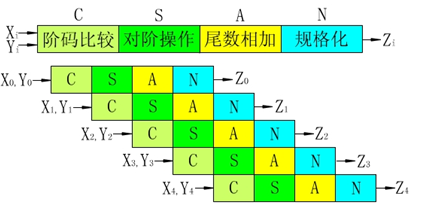 C S A N
Xi
Yi 阶码比较 对阶操作 尾数相加 规格化 Zi
X0,Y0 C S A N Z0
X1,Y1 C S A N Z1
X2,Y2 C S A N Z2
X3,Y3 C S A N Z3
X4,Y4 C S A N Z4